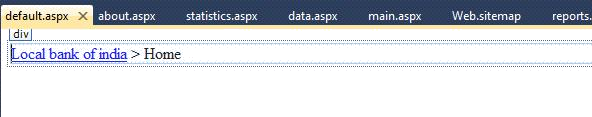 default.aspx × about.aspx statistics.aspx data.aspx main.aspx Web.sitemap reports.
div
Local bank of india > Home